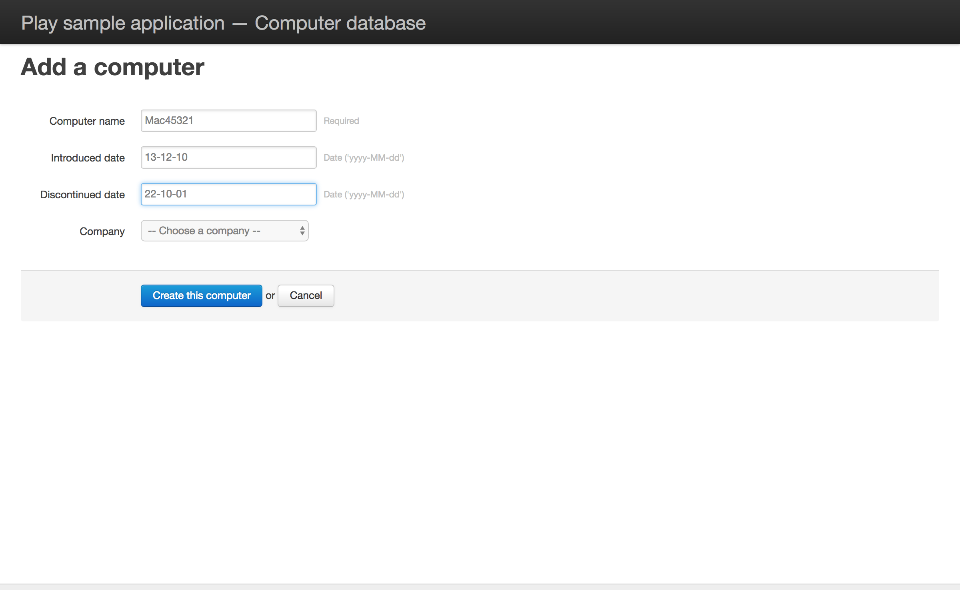 Play sample application — Computer database
Add a computer
Computer name Mac45321 Required
Introduced date 13-12-10 Date ('yyyy-MM-dd')
Discontinued date 22-10-01 Date ('yyyy-MM-dd')
Company -- Choose a company --
Create this computer or Cancel